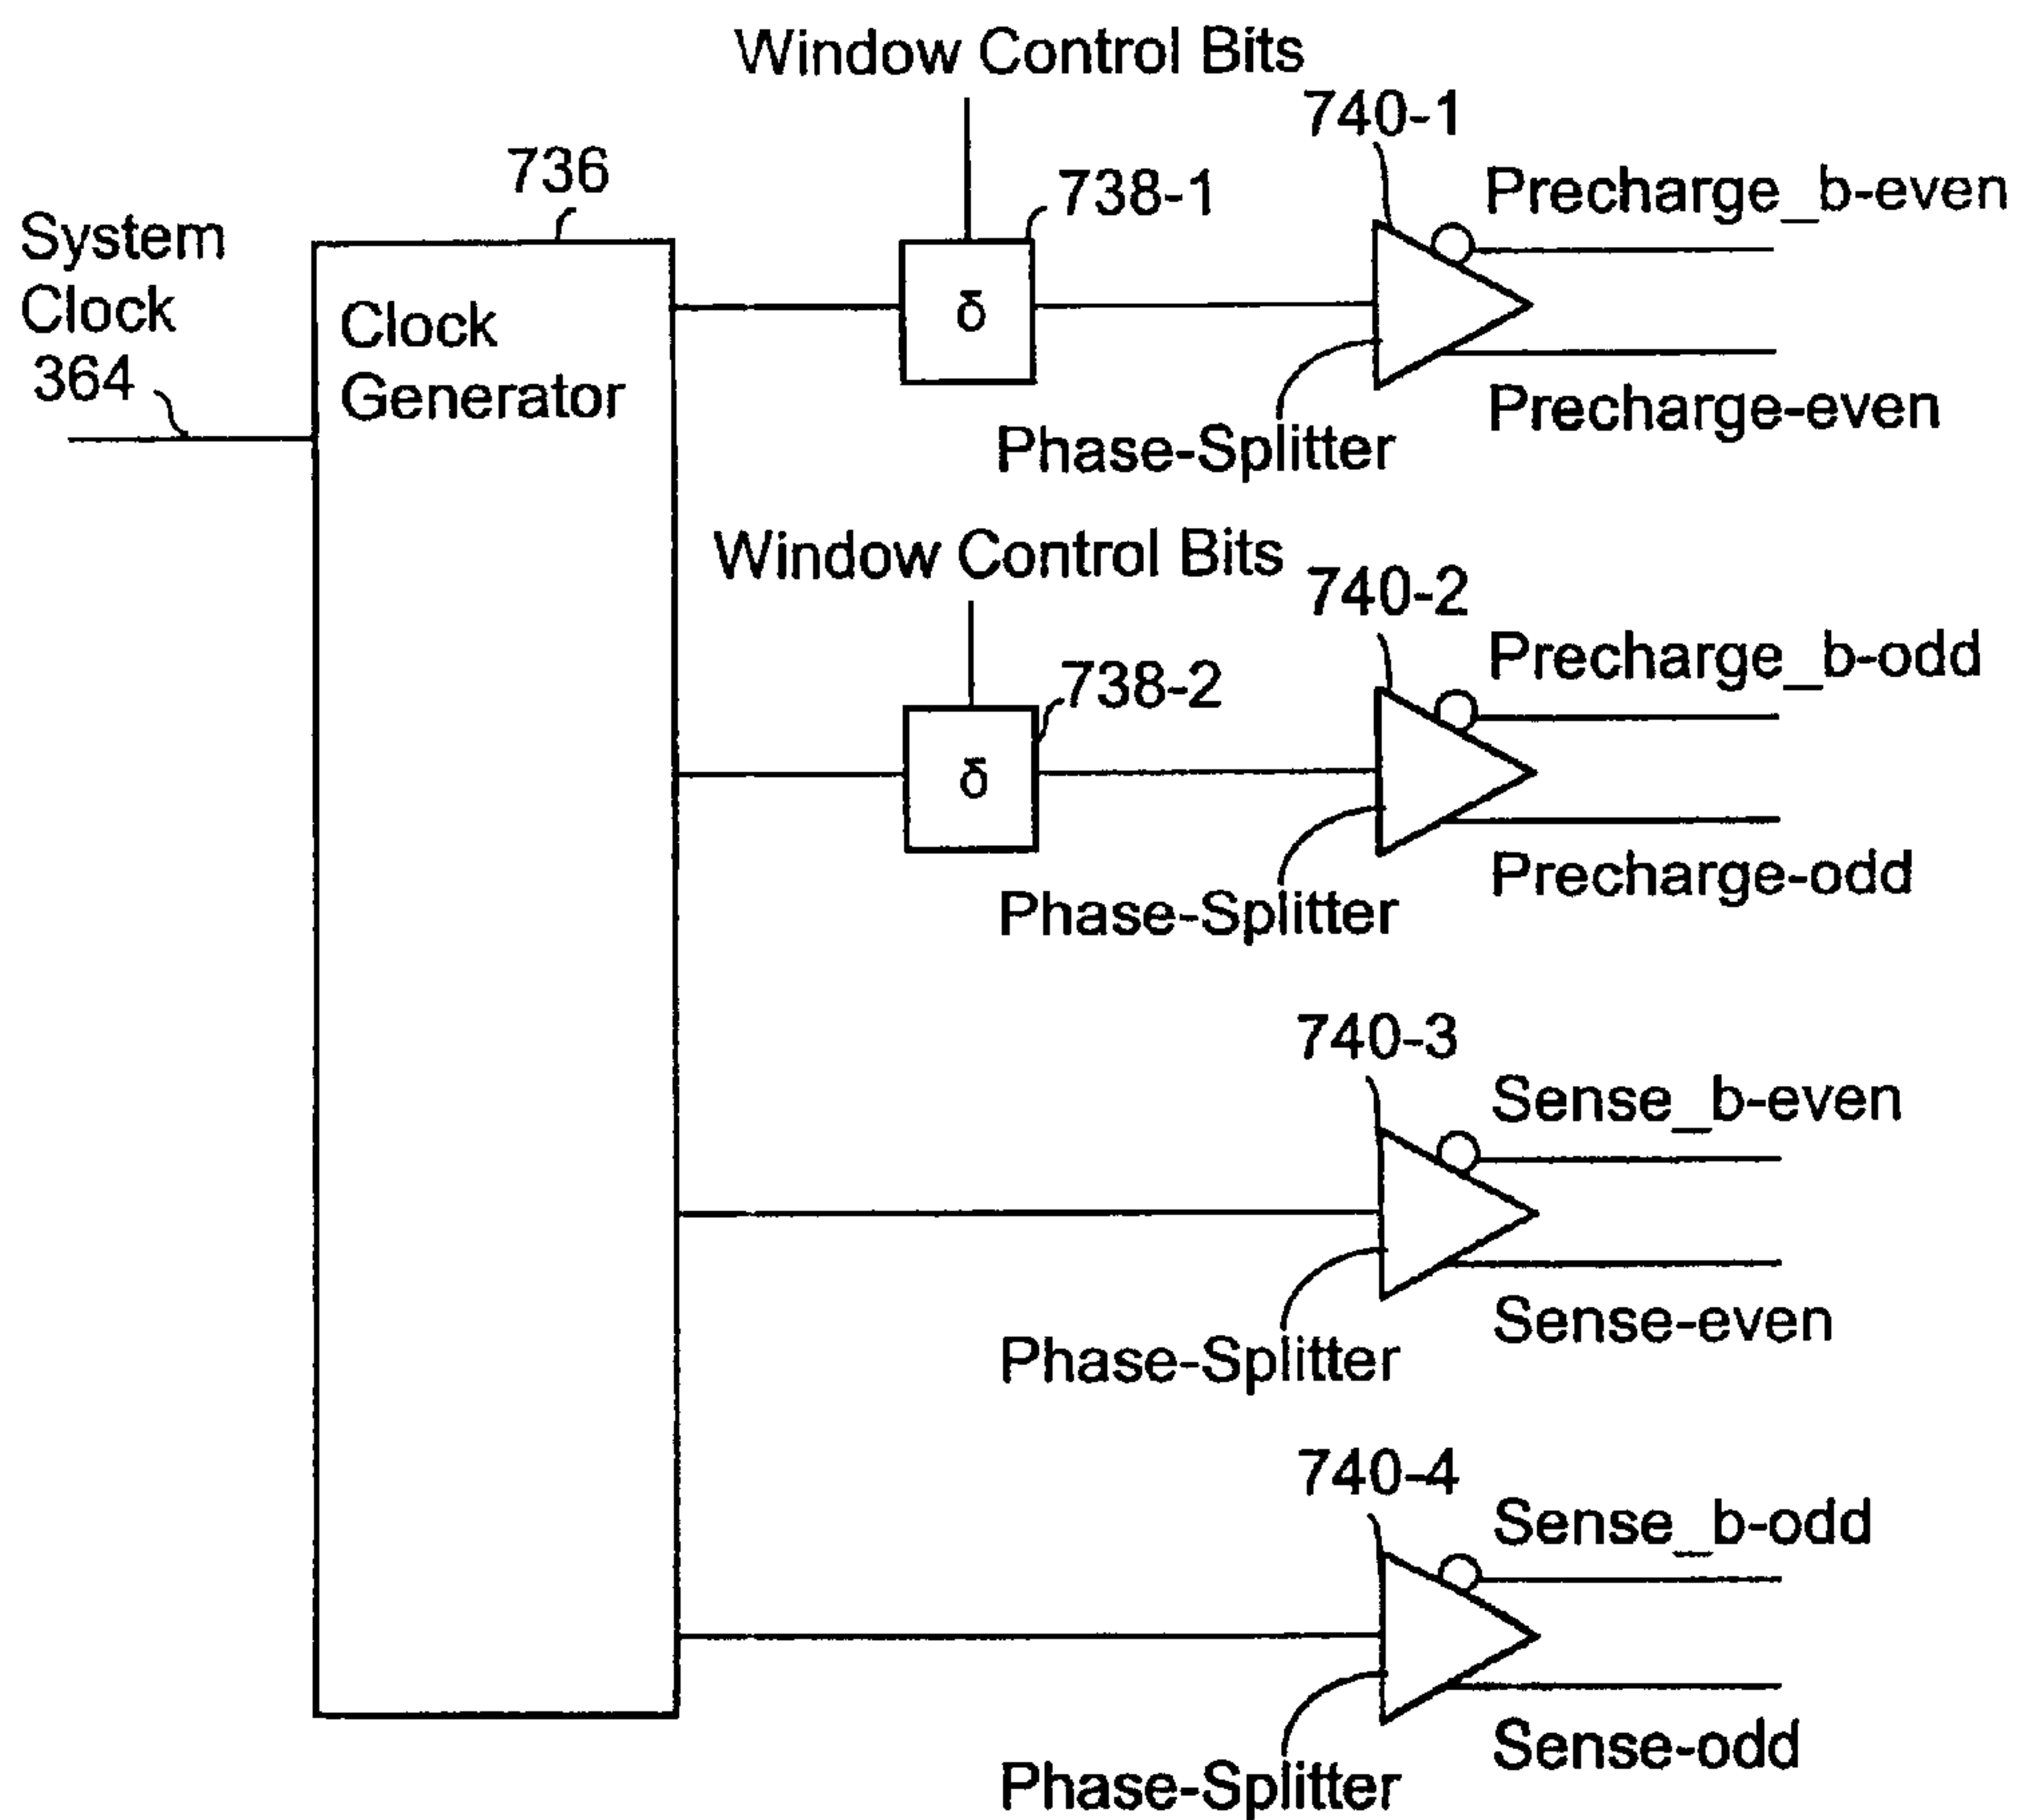 Window Control Bits
740-1
736
738-1
Precharge_b-even
System
Clock
364
Clock
Generator
δ
Precharge-even
Phase-Splitter
Window Control Bits
740-2
738-2
Precharge_b-odd
δ
Precharge-odd
Phase-Splitter
740-3
Sense_b-even
Sense-even
Phase-Splitter
740-4
Sense_b-odd
Sense-odd
Phase-Splitter